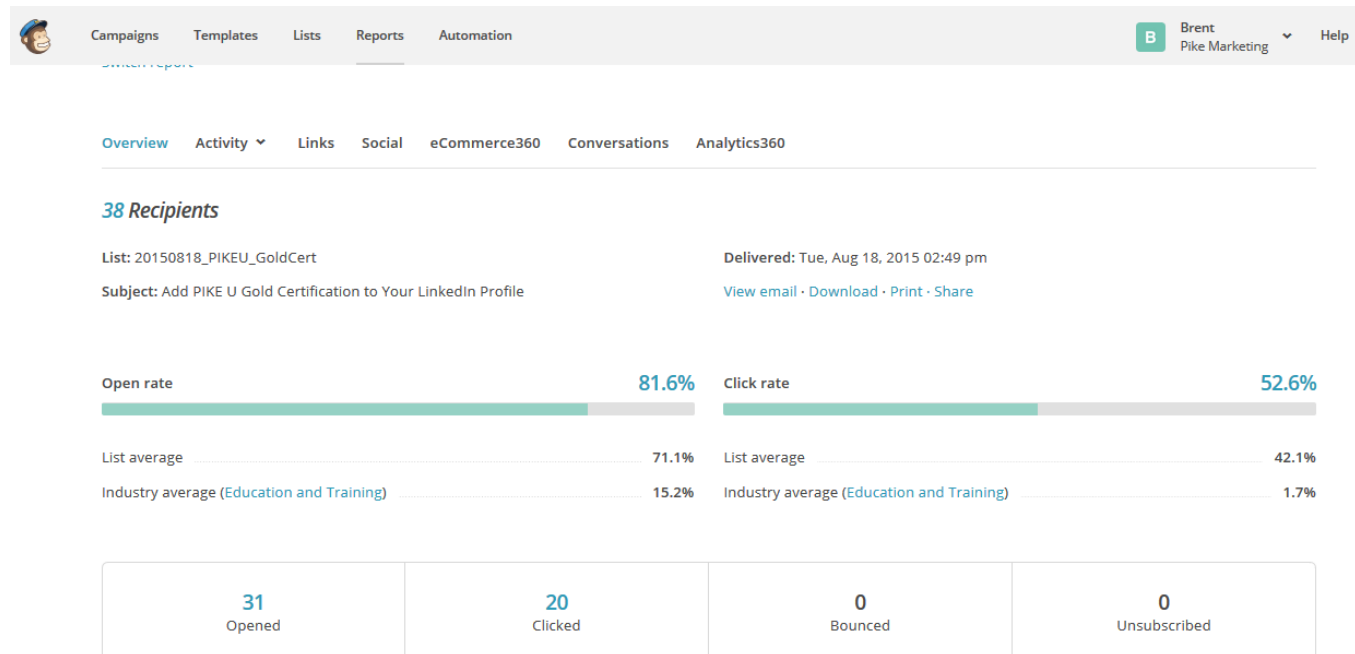 Campaigns Templates Lists Reports Automation B Brent Help
Pike Marketing
Overview Activity Links Social eCommerce360 Conversations Analytics360
38 Recipients
List: 20150818_PIKEU_GoldCert Delivered: Tue, Aug 18, 2015 02:49 pm
Subject: Add PIKE U Gold Certification to Your LinkedIn Profile View email · Download · Print · Share
Open rate 81.6% Click rate 52.6%
List average 71.1% List average 42.1%
Industry average (Education and Training) 15.2% Industry average (Education and Training) 1.7%
31 20 0 0
Opened Clicked Bounced Unsubscribed